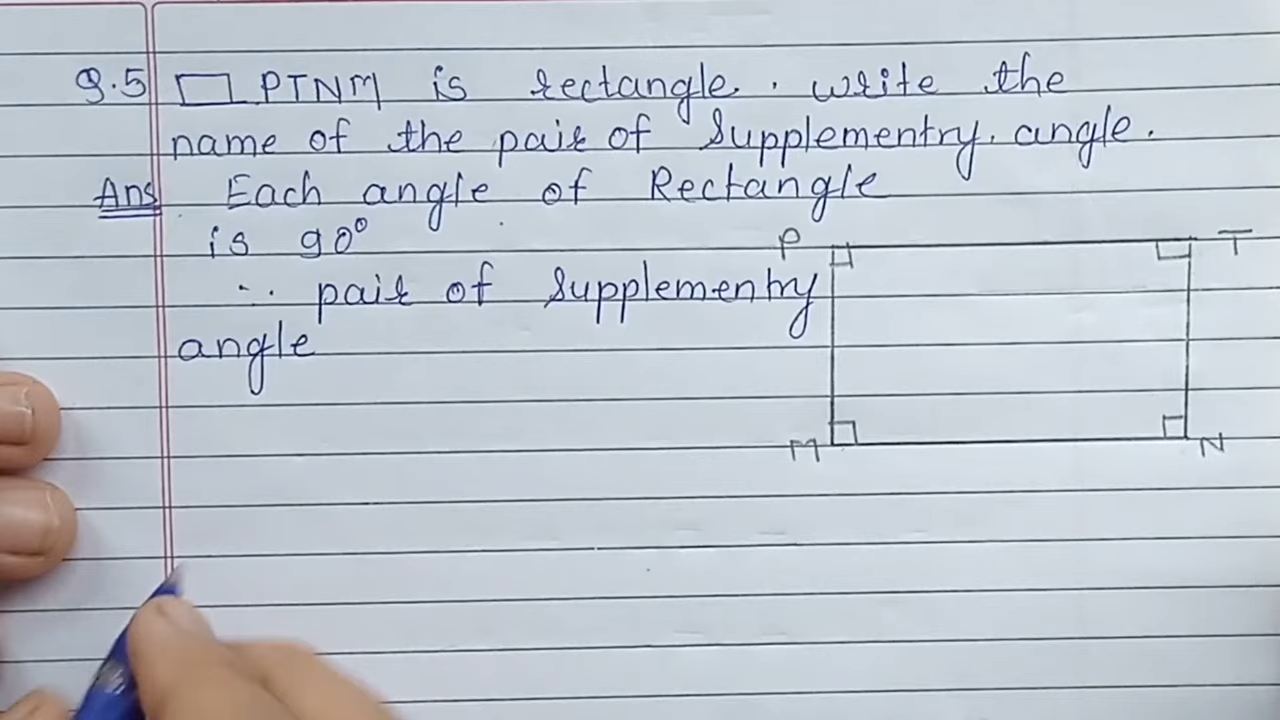 Q.5 ▭ PTNM is rectangle. write the
name of the pair of Supplementry. angle.
Ans Each angle of Rectangle
is 90°
∴ pair of Supplementry
angle
P T
M N